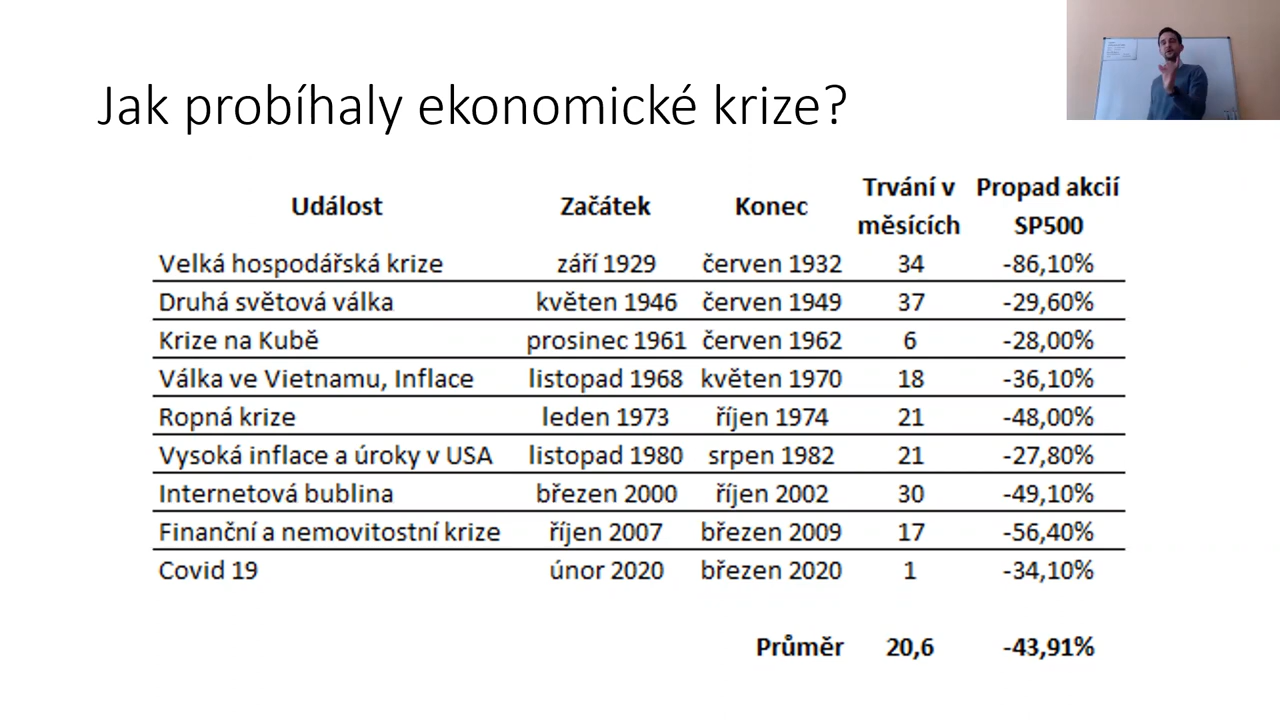 Jak probíhaly ekonomické krize?
Událost Začátek Konec Trvání v měsících Propad akcií SP500
Velká hospodářská krize září 1929 červen 1932 34 -86,10%
Druhá světová válka květen 1946 červen 1949 37 -29,60%
Krize na Kubě prosinec 1961 červen 1962 6 -28,00%
Válka ve Vietnamu, Inflace listopad 1968 květen 1970 18 -36,10%
Ropná krize leden 1973 říjen 1974 21 -48,00%
Vysoká inflace a úroky v USA listopad 1980 srpen 1982 21 -27,80%
Internetová bublina březen 2000 říjen 2002 30 -49,10%
Finanční a nemovitostní krize říjen 2007 březen 2009 17 -56,40%
Covid 19 únor 2020 březen 2020 1 -34,10%
Průměr 20,6 -43,91%